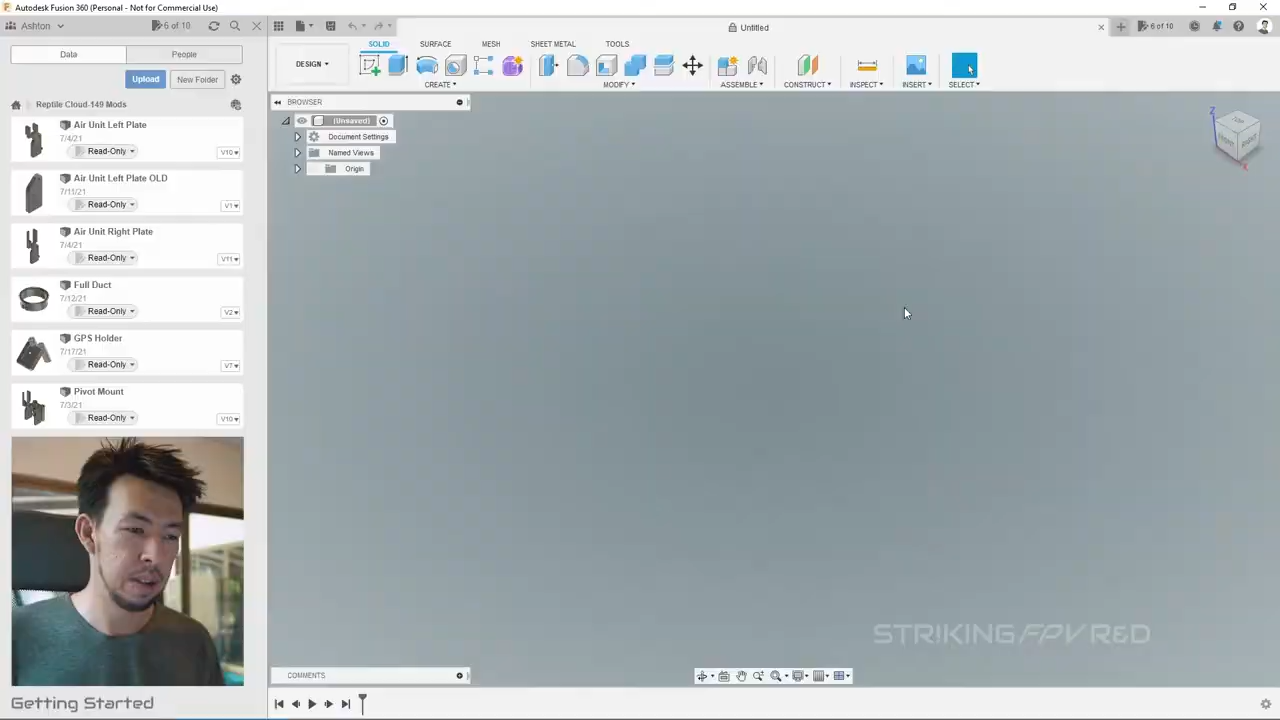 Autodesk Fusion 360 (Personal - Not for Commercial Use)
Ashton
6 of 10
Untitled
6 of 10
Data
People
Upload
New Folder
Reptile Cloud-149 Mods
Air Unit Left Plate
7/4/21
Read-Only
V10
Air Unit Left Plate OLD
7/11/21
Read-Only
V1
Air Unit Right Plate
7/4/21
Read-Only
V11
Full Duct
7/12/21
Read-Only
V2
GPS Holder
7/17/21
Read-Only
V7
Pivot Mount
7/3/21
Read-Only
V10
SOLID
SURFACE
MESH
SHEET METAL
TOOLS
DESIGN
CREATE
MODIFY
ASSEMBLE
CONSTRUCT
INSPECT
INSERT
SELECT
BROWSER
(Unsaved)
Document Settings
Named Views
Origin
Z
TOP
FRONT
RIGHT
X
STRIKING FPV R&D
COMMENTS
Getting Started